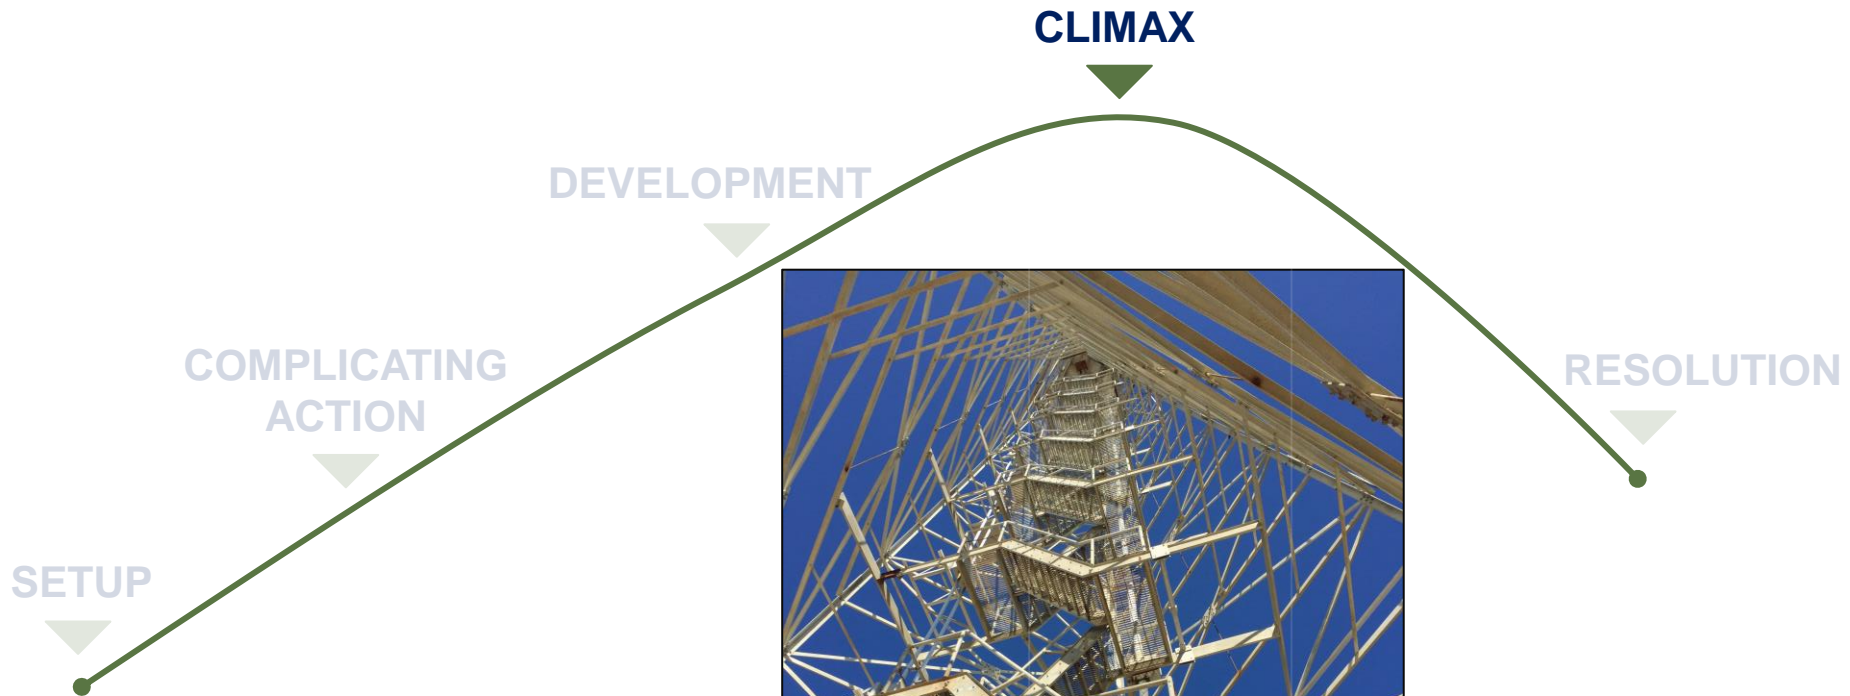 CLIMAX
DEVELOPMENT
COMPLICATING
ACTION
RESOLUTION
SETUP